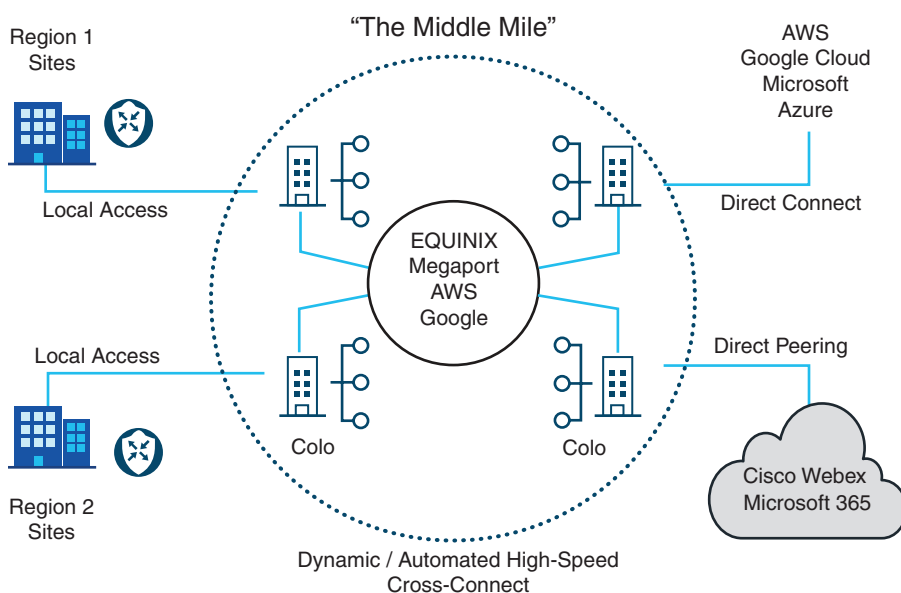 “The Middle Mile”
Region 1
Sites
AWS
Google Cloud
Microsoft
Azure
Local Access
Direct Connect
EQUINIX
Megaport
AWS
Google
Local Access
Direct Peering
Colo
Colo
Region 2
Sites
Cisco Webex
Microsoft 365
Dynamic / Automated High-Speed
Cross-Connect